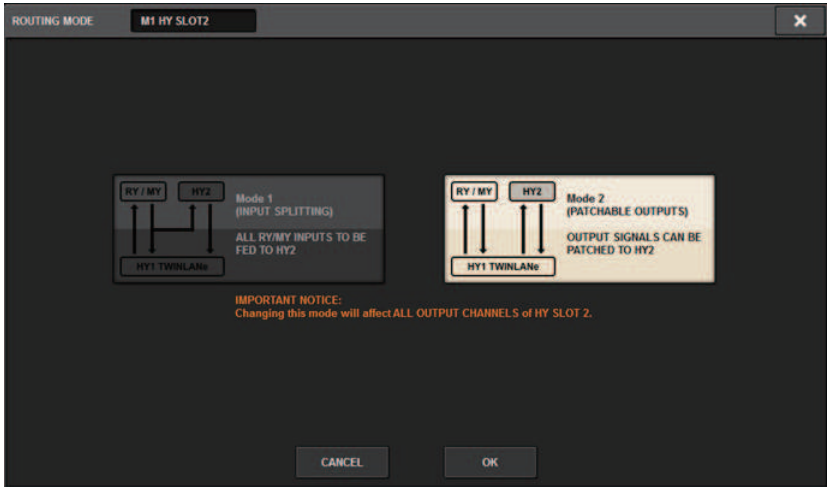 ROUTING MODE
M1 HY SLOT2
RY / MY
HY2
Mode 1
(INPUT SPLITTING)
ALL RY/MY INPUTS TO BE
FED TO HY2
HY1 TWINLANe
RY / MY
HY2
Mode 2
(PATCHABLE OUTPUTS)
OUTPUT SIGNALS CAN BE
PATCHED TO HY2
HY1 TWINLANe
IMPORTANT NOTICE:
Changing this mode will affect ALL OUTPUT CHANNELS of HY SLOT 2.
CANCEL
OK